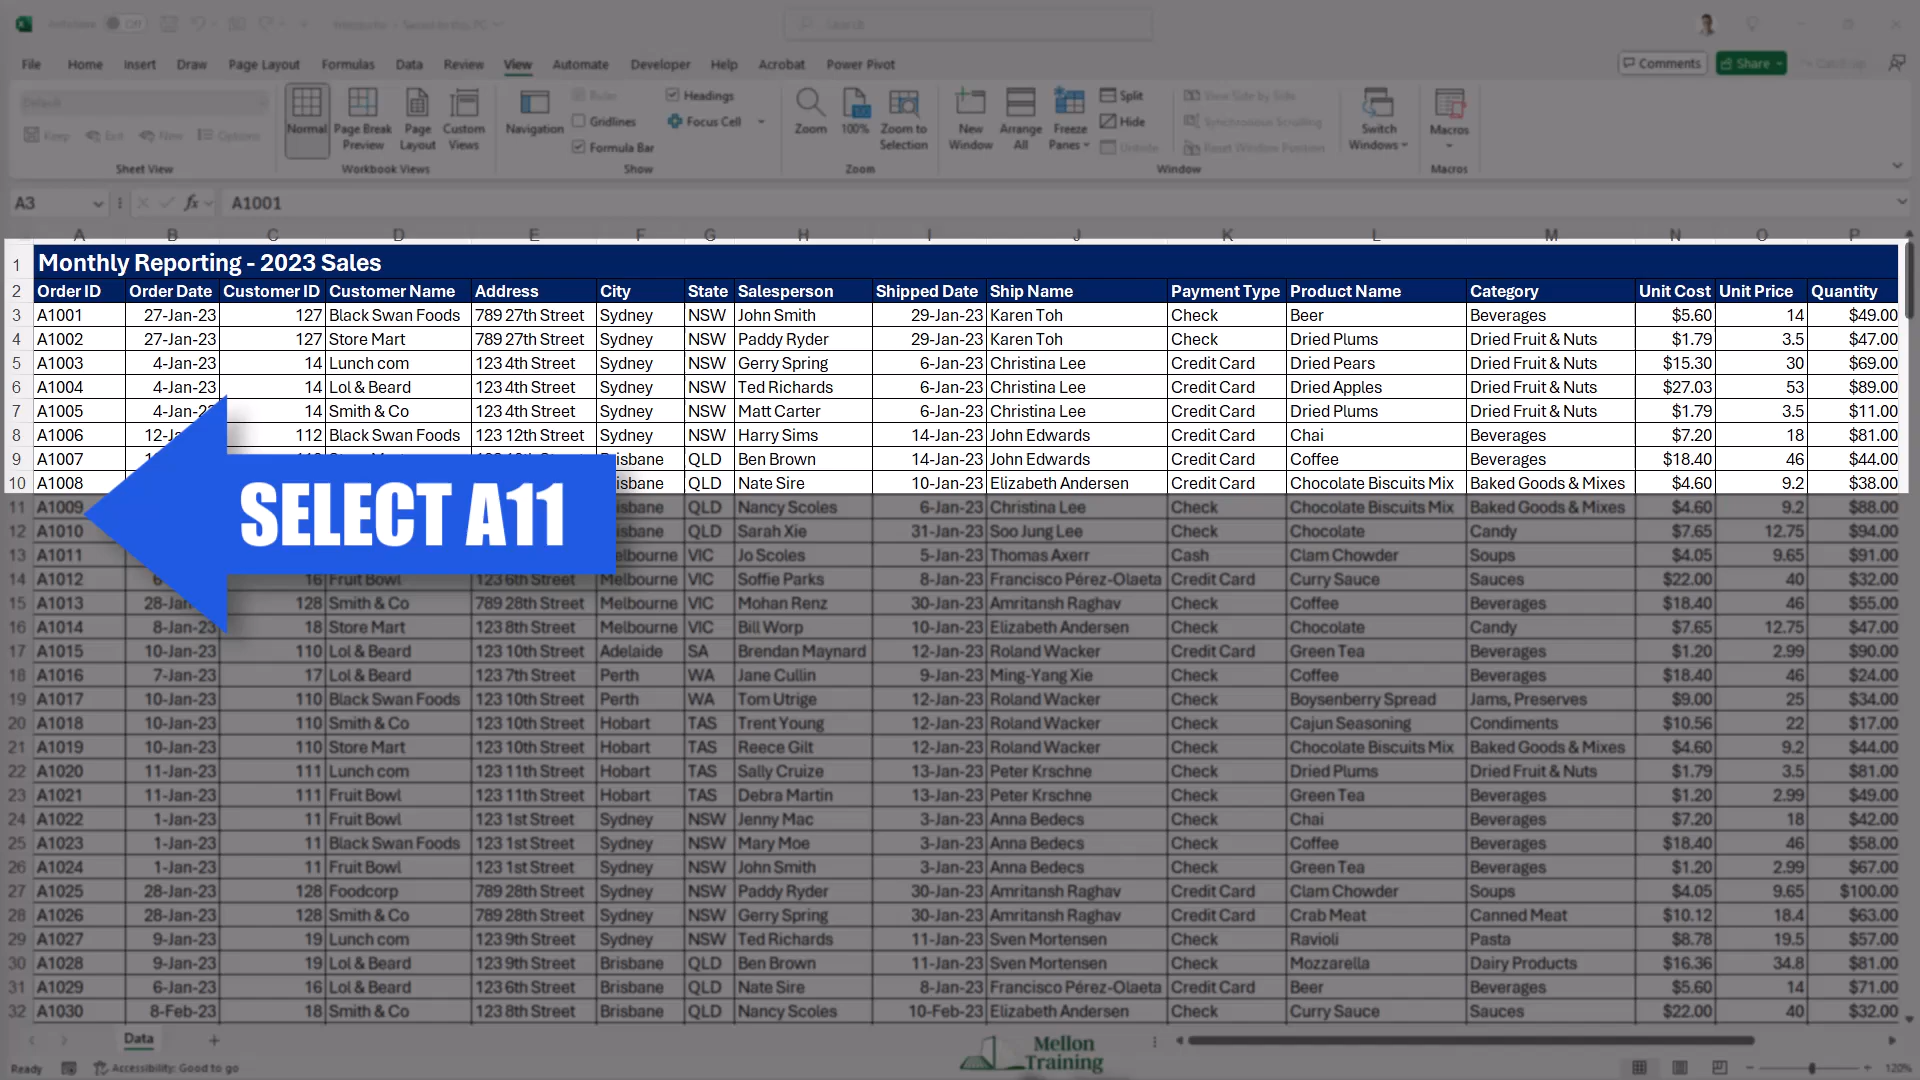 AutoSave Off
Search
File Home Insert Draw Page Layout Formulas Data Review View Automate Developer Help Acrobat Power Pivot Comments Share Catch up
Default
Keep Exit New Options
Sheet View
Normal Page Break Preview Page Layout Custom Views
Workbook Views
Navigation Ruler Gridlines Formula Bar Headings Focus Cell
Show
Zoom 100% Zoom to Selection
Zoom
New Window Arrange All Freeze Panes Split Hide Unhide View Side by Side Synchronous Scrolling Reset Window Position Switch Windows
Window
Macros
Macros
A3 fx A1001
A B C D E F G H I J K L M N O P
1 Monthly Reporting - 2023 Sales
2 Order ID Order Date Customer ID Customer Name Address City State Salesperson Shipped Date Ship Name Payment Type Product Name Category Unit Cost Unit Price Quantity
3 A1001 27-Jan-23 127 Black Swan Foods 789 27th Street Sydney NSW John Smith 29-Jan-23 Karen Toh Check Beer Beverages $5.60 14 $49.00
4 A1002 27-Jan-23 127 Store Mart 789 27th Street Sydney NSW Paddy Ryder 29-Jan-23 Karen Toh Check Dried Plums Dried Fruit & Nuts $1.79 3.5 $47.00
5 A1003 4-Jan-23 14 Lunch com 123 4th Street Sydney NSW Gerry Spring 6-Jan-23 Christina Lee Credit Card Dried Pears Dried Fruit & Nuts $15.30 30 $69.00
6 A1004 4-Jan-23 14 Lol & Beard 123 4th Street Sydney NSW Ted Richards 6-Jan-23 Christina Lee Credit Card Dried Apples Dried Fruit & Nuts $27.03 53 $89.00
7 A1005 4-Jan-23 14 Smith & Co 123 4th Street Sydney NSW Matt Carter 6-Jan-23 Christina Lee Credit Card Dried Plums Dried Fruit & Nuts $1.79 3.5 $11.00
8 A1006 12-Ja 112 Black Swan Foods 123 12th Street Sydney NSW Harry Sims 14-Jan-23 John Edwards Credit Card Chai Beverages $7.20 18 $81.00
9 A1007 isbane QLD Ben Brown 14-Jan-23 John Edwards Credit Card Coffee Beverages $18.40 46 $44.00
10 A1008 isbane QLD Nate Sire 10-Jan-23 Elizabeth Andersen Credit Card Chocolate Biscuits Mix Baked Goods & Mixes $4.60 9.2 $38.00
SELECT A11
11 A1009 isbane QLD Nancy Scoles 6-Jan-23 Christina Lee Check Chocolate Biscuits Mix Baked Goods & Mixes $4.60 9.2 $88.00
12 A1010 isbane QLD Sarah Xie 31-Jan-23 Soo Jung Lee Check Chocolate Candy $7.65 12.75 $94.00
13 A1011 elbourne VIC Jo Scoles 5-Jan-23 Thomas Axerr Cash Clam Chowder Soups $4.05 9.65 $91.00
14 A1012 6 16 Fruit Bowl 123 6th Street Melbourne VIC Soffie Parks 8-Jan-23 Francisco Pérez-Olaeta Credit Card Curry Sauce Sauces $22.00 40 $32.00
15 A1013 28-Jan 128 Smith & Co 789 28th Street Melbourne VIC Mohan Renz 30-Jan-23 Amritansh Raghav Check Coffee Beverages $18.40 46 $55.00
16 A1014 8-Jan-23 18 Store Mart 123 8th Street Melbourne VIC Bill Worp 10-Jan-23 Elizabeth Andersen Check Chocolate Candy $7.65 12.75 $47.00
17 A1015 10-Jan-23 110 Lol & Beard 123 10th Street Adelaide SA Brendan Maynard 12-Jan-23 Roland Wacker Credit Card Green Tea Beverages $1.20 2.99 $90.00
18 A1016 7-Jan-23 17 Lol & Beard 123 7th Street Perth WA Jane Cullin 9-Jan-23 Ming-Yang Xie Check Coffee Beverages $18.40 46 $24.00
19 A1017 10-Jan-23 110 Black Swan Foods 123 10th Street Perth WA Tom Utrige 12-Jan-23 Roland Wacker Check Boysenberry Spread Jams, Preserves $9.00 25 $34.00
20 A1018 10-Jan-23 110 Smith & Co 123 10th Street Hobart TAS Trent Young 12-Jan-23 Roland Wacker Check Cajun Seasoning Condiments $10.56 22 $17.00
21 A1019 10-Jan-23 110 Store Mart 123 10th Street Hobart TAS Reece Gilt 12-Jan-23 Roland Wacker Check Chocolate Biscuits Mix Baked Goods & Mixes $4.60 9.2 $44.00
22 A1020 11-Jan-23 111 Lunch com 123 11th Street Hobart TAS Sally Cruize 13-Jan-23 Peter Krschne Check Dried Plums Dried Fruit & Nuts $1.79 3.5 $81.00
23 A1021 11-Jan-23 111 Fruit Bowl 123 11th Street Hobart TAS Debra Martin 13-Jan-23 Peter Krschne Check Green Tea Beverages $1.20 2.99 $49.00
24 A1022 1-Jan-23 11 Fruit Bowl 123 1st Street Sydney NSW Jenny Mac 3-Jan-23 Anna Bedecs Check Chai Beverages $7.20 18 $42.00
25 A1023 1-Jan-23 11 Black Swan Foods 123 1st Street Sydney NSW Mary Moe 3-Jan-23 Anna Bedecs Check Coffee Beverages $18.40 46 $58.00
26 A1024 1-Jan-23 11 Fruit Bowl 123 1st Street Sydney NSW John Smith 3-Jan-23 Anna Bedecs Check Green Tea Beverages $1.20 2.99 $67.00
27 A1025 28-Jan-23 128 Foodcorp 789 28th Street Sydney NSW Paddy Ryder 30-Jan-23 Amritansh Raghav Credit Card Clam Chowder Soups $4.05 9.65 $100.00
28 A1026 28-Jan-23 128 Smith & Co 789 28th Street Sydney NSW Gerry Spring 30-Jan-23 Amritansh Raghav Credit Card Crab Meat Canned Meat $10.12 18.4 $63.00
29 A1027 9-Jan-23 19 Lunch com 123 9th Street Sydney NSW Ted Richards 11-Jan-23 Sven Mortensen Check Ravioli Pasta $8.78 19.5 $57.00
30 A1028 9-Jan-23 19 Lol & Beard 123 9th Street Brisbane QLD Ben Brown 11-Jan-23 Sven Mortensen Check Mozzarella Dairy Products $16.36 34.8 $81.00
31 A1029 6-Jan-23 16 Lol & Beard 123 6th Street Brisbane QLD Nate Sire 8-Jan-23 Francisco Pérez-Olaeta Credit Card Beer Beverages $5.60 14 $71.00
32 A1030 8-Feb-23 18 Smith & Co 123 8th Street Brisbane QLD Nancy Scoles 10-Feb-23 Elizabeth Andersen Check Curry Sauce Sauces $22.00 40 $32.00
Data
Mellon Training
Ready Accessibility: Good to go 120%